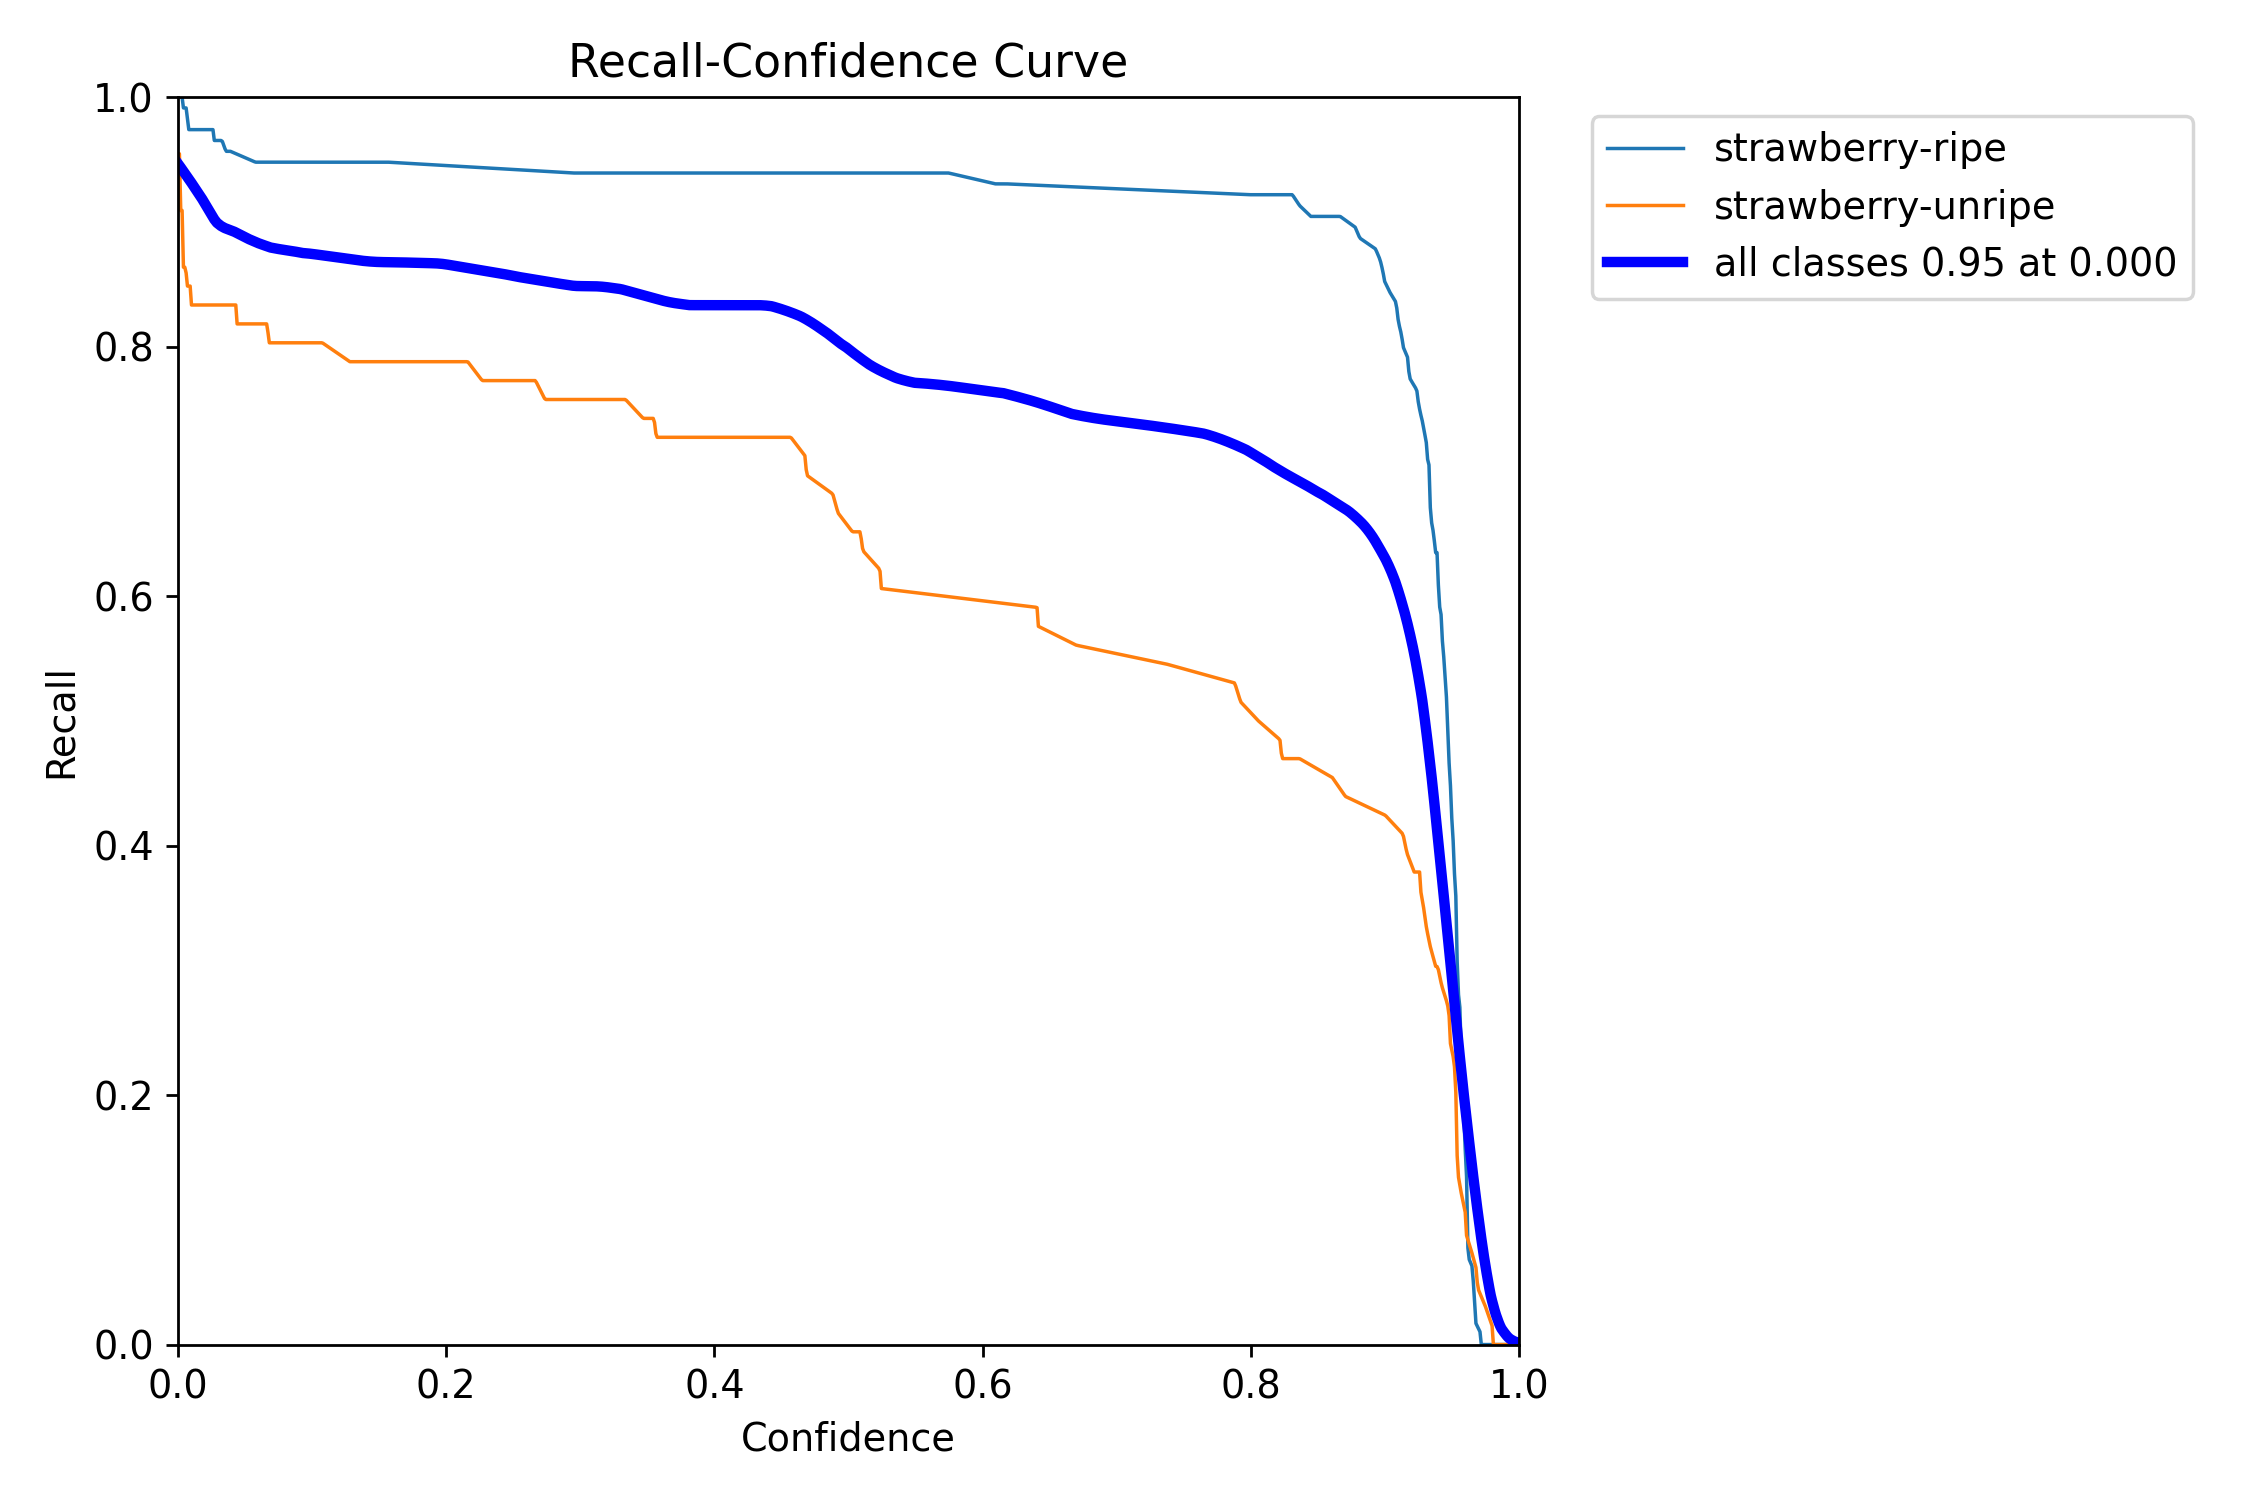 Recall-Confidence Curve
1.0
0.8
0.6
0.4
0.2
0.0
Recall
0.0 0.2 0.4 0.6 0.8 1.0
Confidence
strawberry-ripe
strawberry-unripe
all classes 0.95 at 0.000